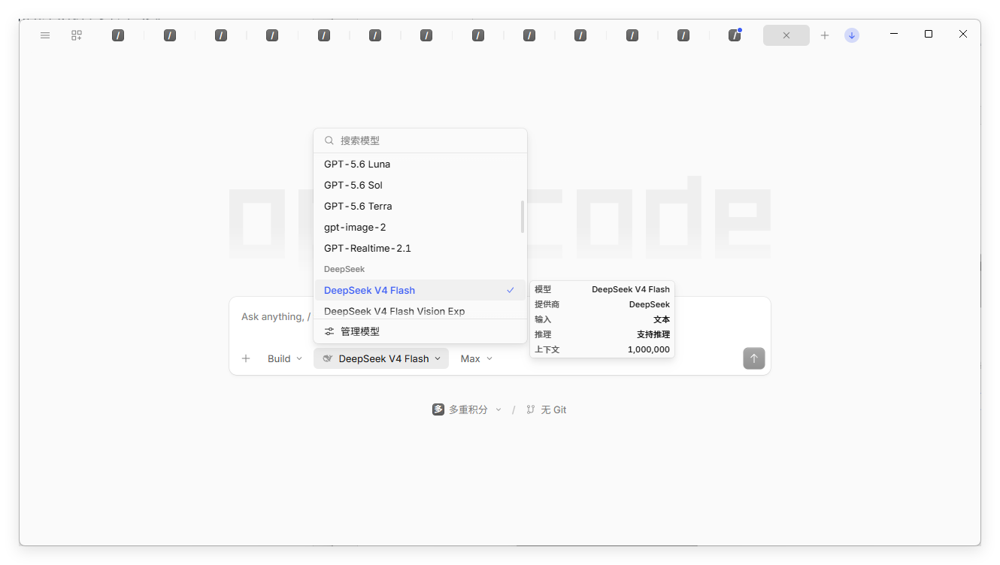 搜索模型
GPT-5.6 Luna
GPT-5.6 Sol
GPT-5.6 Terra
gpt-image-2
GPT-Realtime-2.1
DeepSeek
DeepSeek V4 Flash
DeepSeek V4 Flash Vision Exp
管理模型
模型 DeepSeek V4 Flash
提供商 DeepSeek
输入 文本
推理 支持推理
上下文 1,000,000
Ask anything, /
Build
DeepSeek V4 Flash
Max
多 多重积分 / 无 Git
code